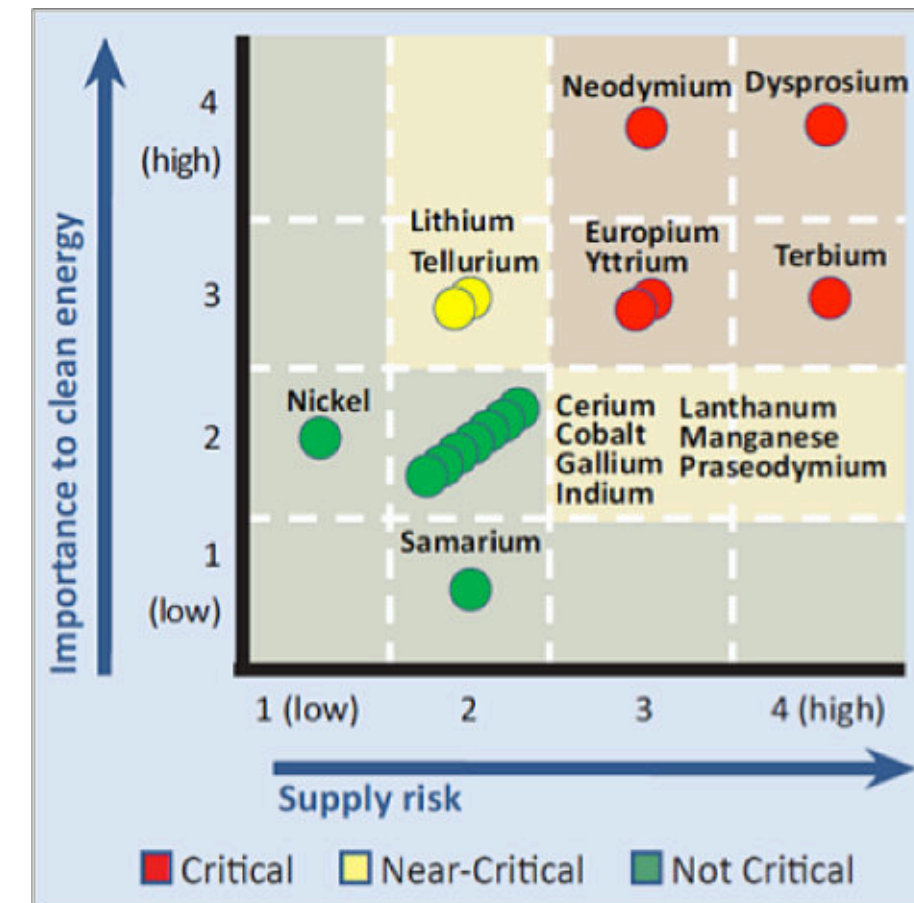 Importance to clean energy
4
(high)
3
2
1
(low)
Neodymium
Dysprosium
Lithium
Tellurium
Europium
Yttrium
Terbium
Nickel
Cerium Lanthanum
Cobalt Manganese
Gallium Praseodymium
Indium
Samarium
1 (low) 2 3 4 (high)
Supply risk
Critical Near-Critical Not Critical